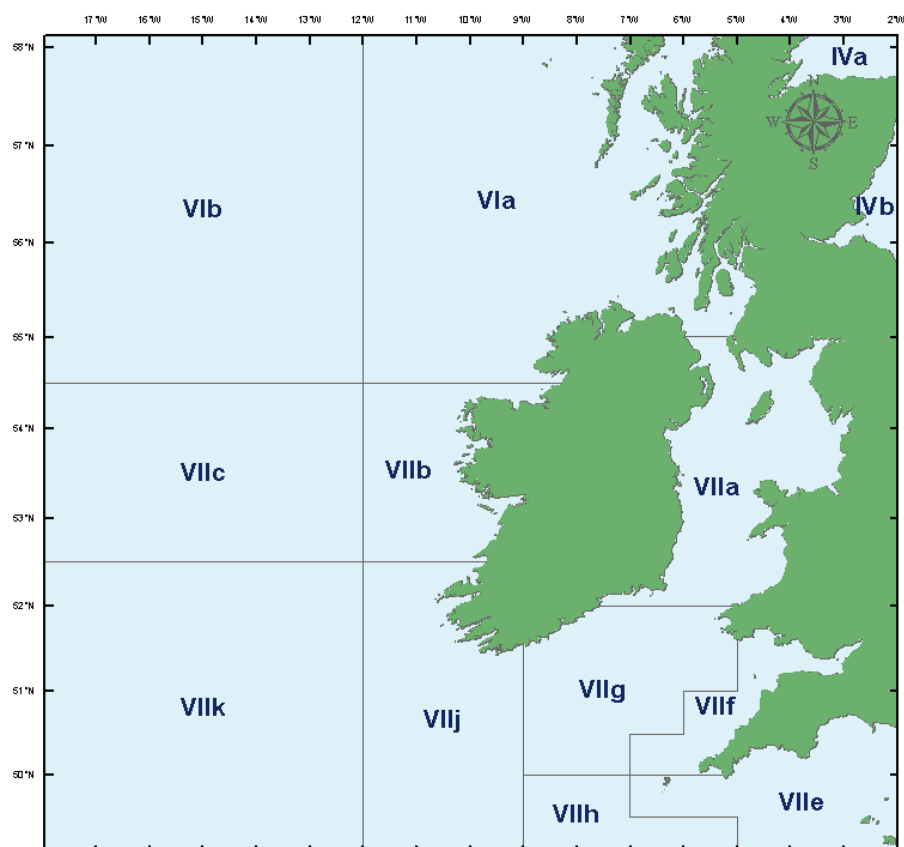 17°W 16°W 15°W 14°W 13°W 12°W 11°W 10°W 9°W 8°W 7°W 6°W 5°W 4°W 3°W 2°W
58°N
IVa
N
W E
S
57°N
VIb VIa IVb
56°N
55°N
54°N
VIIc VIIb VIIa
53°N
52°N
VIIg
51°N
VIIk VIIj VIIf
50°N
VIIh VIIe